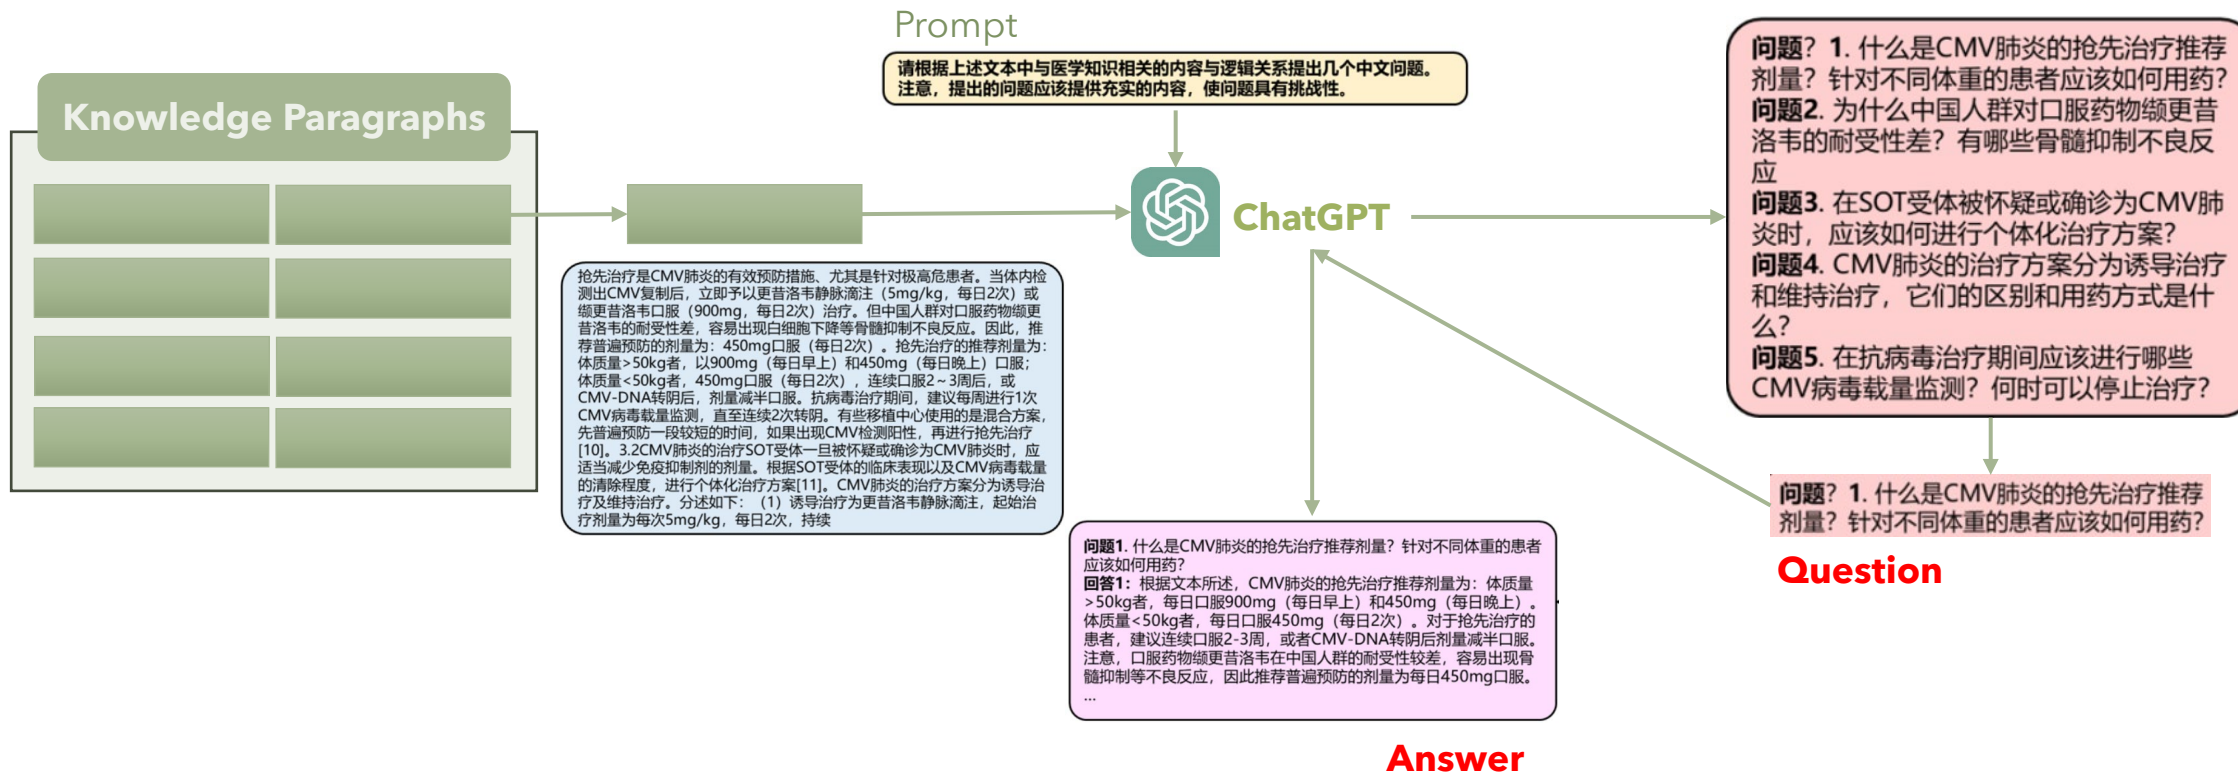 Prompt
请根据上述文本中与医学知识相关的内容与逻辑关系提出几个中文问题。
注意，提出的问题应该提供充实的内容，使问题具有挑战性。
Knowledge Paragraphs
ChatGPT
抢先治疗是CMV肺炎的有效预防措施、尤其是针对极高危患者。当体内检
测出CMV复制后，立即予以更昔洛韦静脉滴注（5mg/kg，每日2次）或
缬更昔洛韦口服（900mg，每日2次）治疗。但中国人群对口服药物缬更
昔洛韦的耐受性差，容易出现白细胞下降等骨髓抑制不良反应。因此，推
荐普遍预防的剂量为：450mg口服（每日2次）。抢先治疗的推荐剂量为：
体质量>50kg者，以900mg（每日早上）和450mg（每日晚上）口服；
体质量<50kg者，450mg口服（每日2次），连续口服2～3周后，或
CMV-DNA转阴后，剂量减半口服。抗病毒治疗期间，建议每周进行1次
CMV病毒载量监测，直至连续2次转阴。有些移植中心使用的是混合方案，
先普遍预防一段较短的时间，如果出现CMV检测阳性，再进行抢先治疗
[10]。3.2CMV肺炎的治疗SOT受体一旦被怀疑或确诊为CMV肺炎时，应
适当减少免疫抑制剂的剂量。根据SOT受体的临床表现以及CMV病毒载量
的清除程度，进行个体化治疗方案[11]。CMV肺炎的治疗方案分为诱导治
疗及维持治疗。分述如下：（1）诱导治疗为更昔洛韦静脉滴注，起始治
疗剂量为每次5mg/kg，每日2次，持续
问题？1. 什么是CMV肺炎的抢先治疗推荐
剂量？针对不同体重的患者应该如何用药？
问题2. 为什么中国人群对口服药物缬更昔
洛韦的耐受性差？有哪些骨髓抑制不良反
应
问题3. 在SOT受体被怀疑或确诊为CMV肺
炎时，应该如何进行个体化治疗方案？
问题4. CMV肺炎的治疗方案分为诱导治疗
和维持治疗，它们的区别和用药方式是什
么？
问题5. 在抗病毒治疗期间应该进行哪些
CMV病毒载量监测？何时可以停止治疗？
问题？1. 什么是CMV肺炎的抢先治疗推荐
剂量？针对不同体重的患者应该如何用药？
Question
问题1. 什么是CMV肺炎的抢先治疗推荐剂量？针对不同体重的患者
应该如何用药？
回答1：根据文本所述，CMV肺炎的抢先治疗推荐剂量为：体质量
>50kg者，每日口服900mg（每日早上）和450mg（每日晚上）。
体质量<50kg者，每日口服450mg（每日2次）。对于抢先治疗的
患者，建议连续口服2-3周，或者CMV-DNA转阴后剂量减半口服。
注意，口服药物缬更昔洛韦在中国人群的耐受性较差，容易出现骨
髓抑制等不良反应，因此推荐普遍预防的剂量为每日450mg口服。
...
Answer